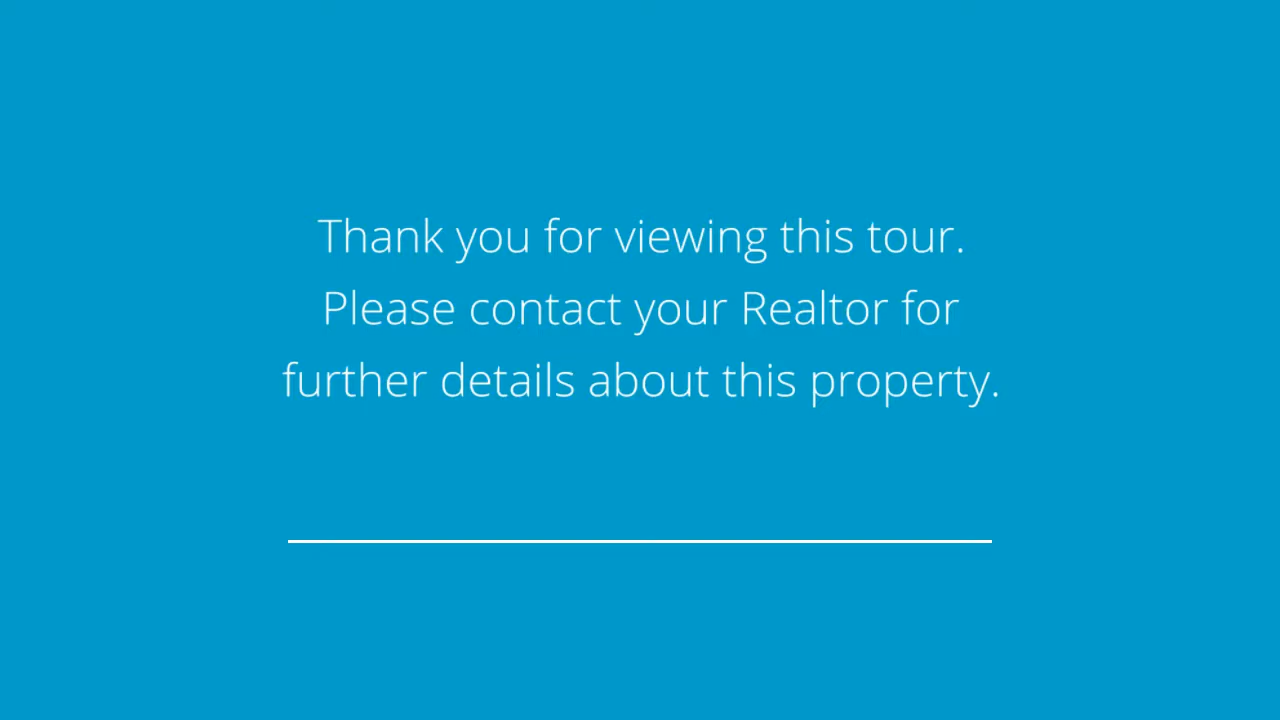 Thank you for viewing this tour.
Please contact your Realtor for
further details about this property.